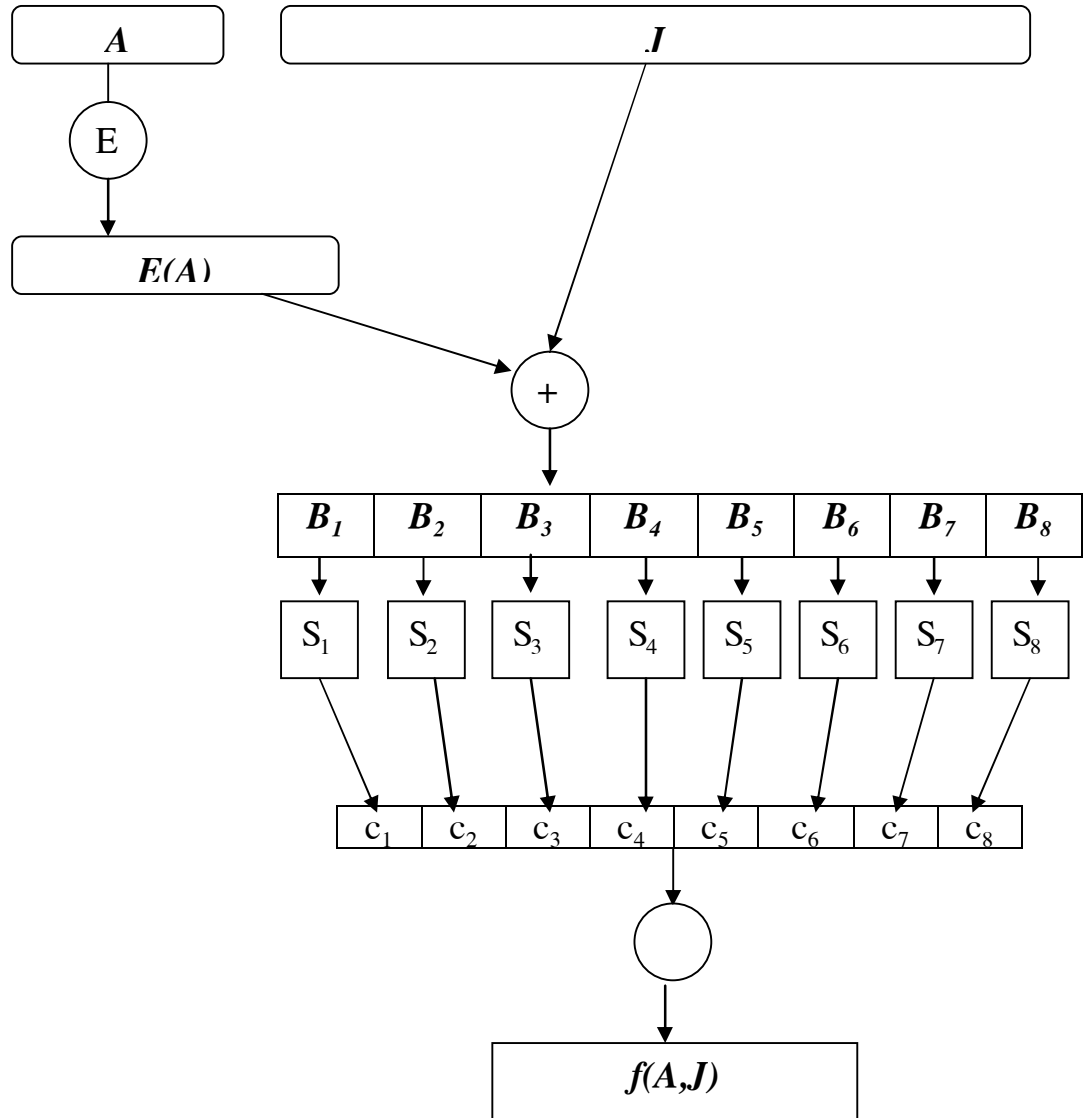 A J
E
E(A)
+
B₁ B₂ B₃ B₄ B₅ B₆ B₇ B₈
S₁ S₂ S₃ S₄ S₅ S₆ S₇ S₈
c₁ c₂ c₃ c₄ c₅ c₆ c₇ c₈
f(A,J)